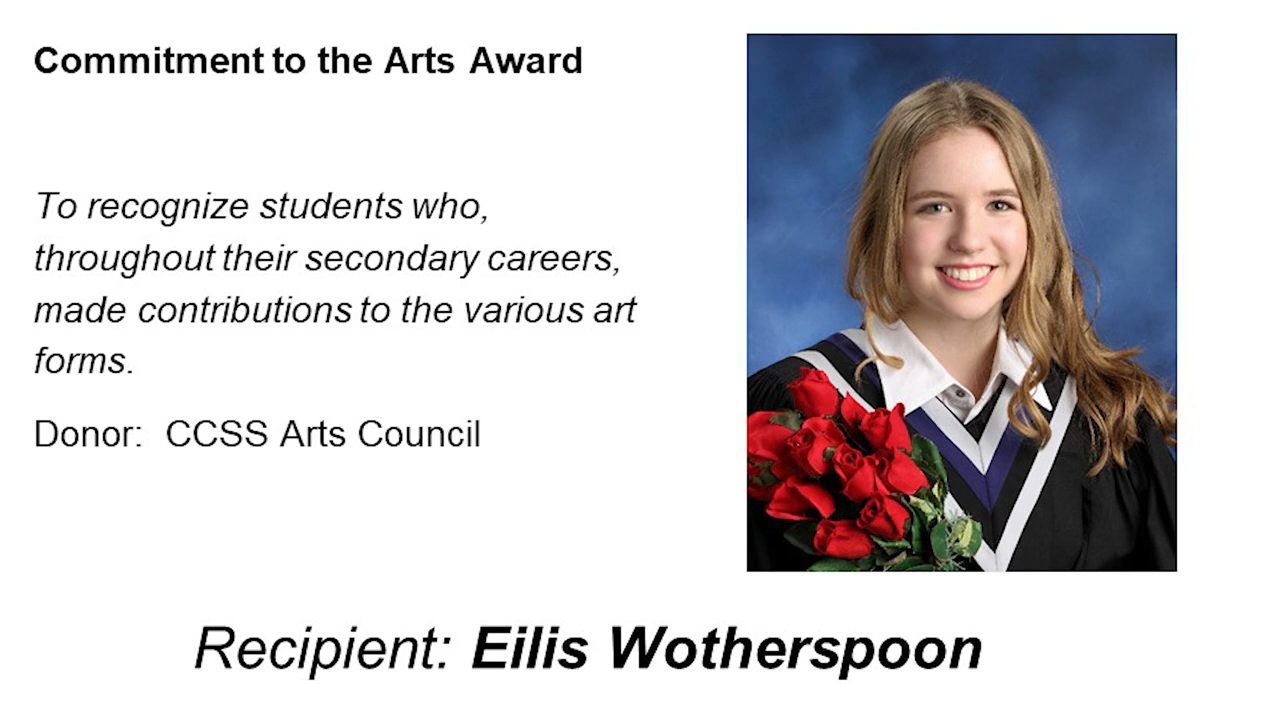 Commitment to the Arts Award
To recognize students who,
throughout their secondary careers,
made contributions to the various art
forms.
Donor: CCSS Arts Council
Recipient: Eilis Wotherspoon